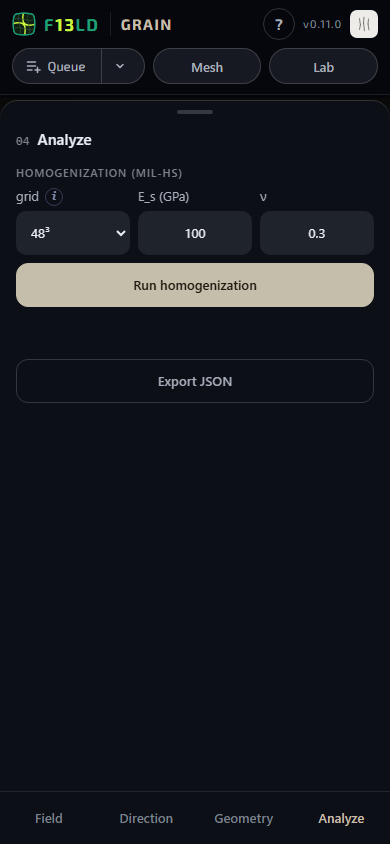 F13LD GRAIN ? v0.11.0
Queue Mesh Lab
04 Analyze
HOMOGENIZATION (MIL-HS)
grid i E_s (GPa) ν
48³ 100 0.3
Run homogenization
Export JSON
Field Direction Geometry Analyze